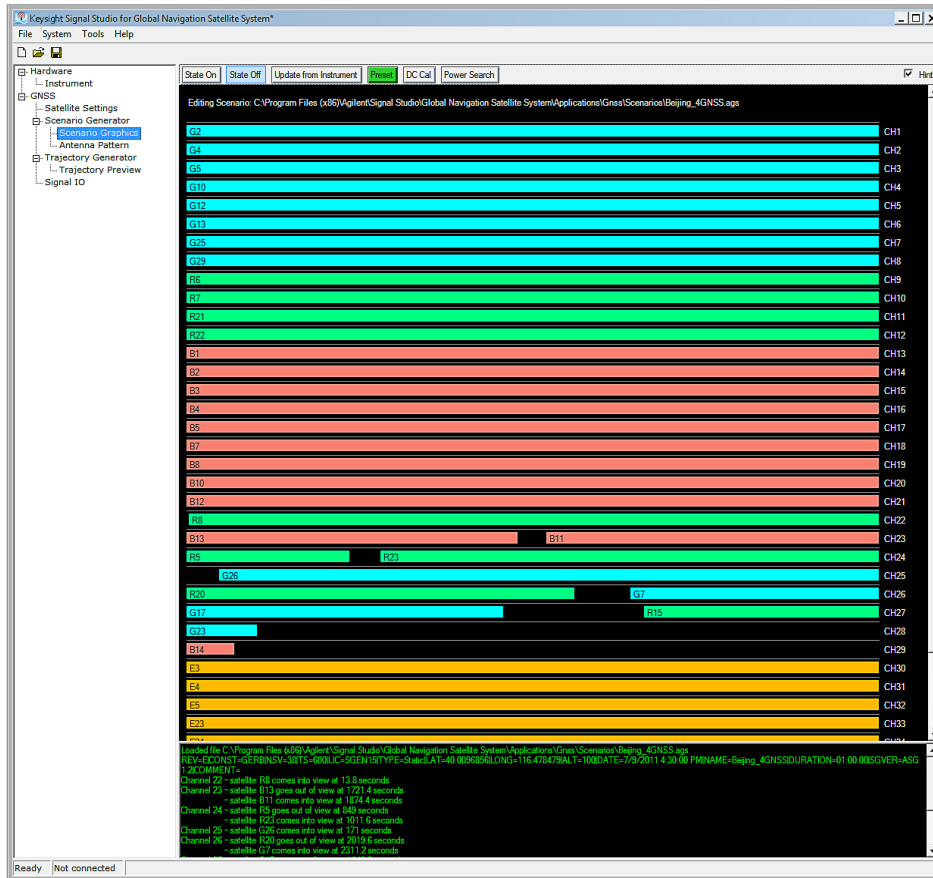 Keysight Signal Studio for Global Navigation Satellite System*
File System Tools Help
Hardware
Instrument
GNSS
Satellite Settings
Scenario Generator
Scenario Graphics
Antenna Pattern
Trajectory Generator
Trajectory Preview
Signal IO
State On State Off Update from Instrument Preset DC Cal Power Search Hint
Editing Scenario: C:\Program Files (x86)\Agilent\Signal Studio\Global Navigation Satellite System\Applications\Gnss\Scenarios\Beijing_4GNSS.ags
G2 CH1
G4 CH2
G5 CH3
G10 CH4
G12 CH5
G13 CH6
G25 CH7
G29 CH8
R6 CH9
R7 CH10
R21 CH11
R22 CH12
B1 CH13
B2 CH14
B3 CH15
B4 CH16
B5 CH17
B7 CH18
B8 CH19
B10 CH20
B12 CH21
R8 CH22
B13 B11 CH23
R5 R23 CH24
G26 CH25
R20 G7 CH26
G17 R15 CH27
G23 CH28
B14 CH29
E3 CH30
E4 CH31
E5 CH32
E23 CH33
Loaded file C:\Program Files (x86)\Agilent\Signal Studio\Global Navigation Satellite System\Applications\Gnss\Scenarios\Beijing_4GNSS.ags
REV=E|CONST=GERB|NSV=38|TS=600|LIC=SGEN15|TYPE=Static|LAT=40.0096856|LONG=116.478479|ALT=100|DATE=7/9/2011 4:30:00 PM|NAME=Beijing_4GNSS|DURATION=01:00:00|SGVER=ASG
1.2|COMMENT=
Channel 22 - satellite R8 comes into view at 13.8 seconds
Channel 23 - satellite B13 goes out of view at 1721.4 seconds
- satellite B11 comes into view at 1874.4 seconds
Channel 24 - satellite R5 goes out of view at 849 seconds
- satellite R23 comes into view at 1011.6 seconds
Channel 25 - satellite G26 comes into view at 171 seconds
Channel 26 - satellite R20 goes out of view at 2019.6 seconds
- satellite G7 comes into view at 2311.2 seconds
Ready Not connected